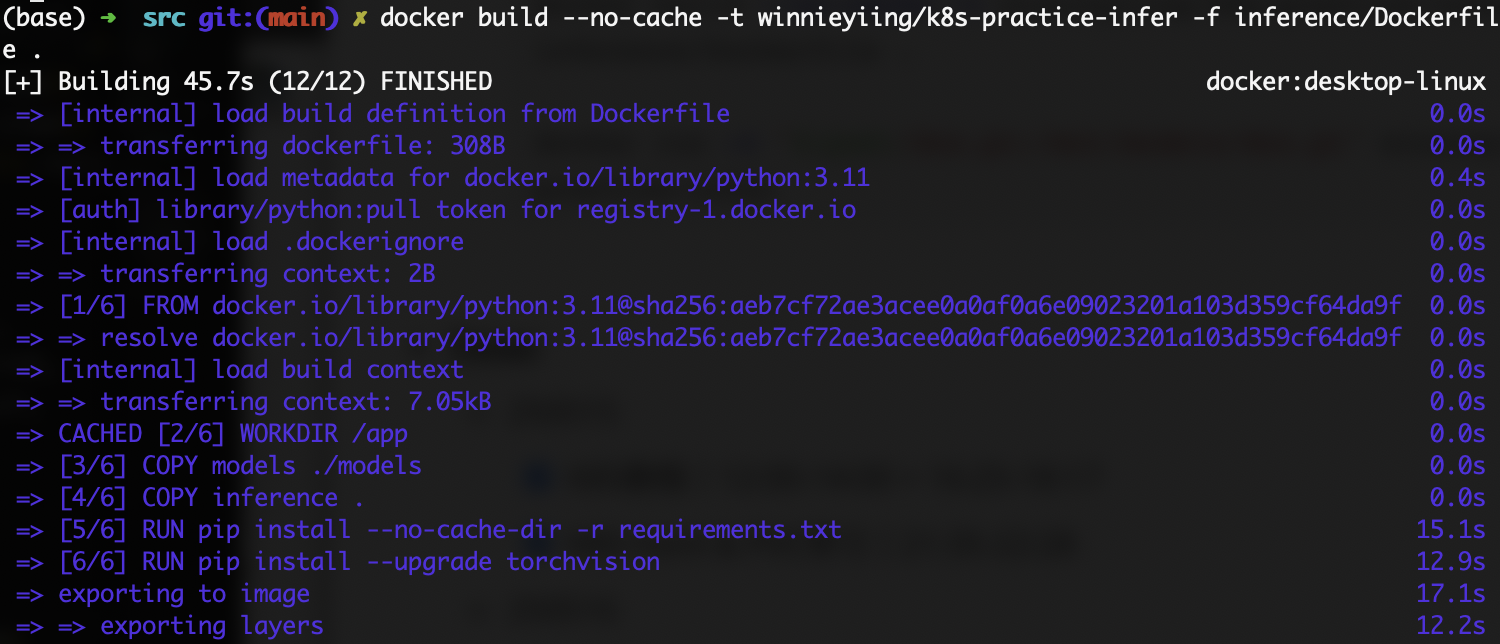 (base) ➜ src git:(main) ✗ docker build --no-cache -t winnieyiing/k8s-practice-infer -f inference/Dockerfil
e .
[+] Building 45.7s (12/12) FINISHED docker:desktop-linux
=> [internal] load build definition from Dockerfile 0.0s
=> => transferring dockerfile: 308B 0.0s
=> [internal] load metadata for docker.io/library/python:3.11 0.4s
=> [auth] library/python:pull token for registry-1.docker.io 0.0s
=> [internal] load .dockerignore 0.0s
=> => transferring context: 2B 0.0s
=> [1/6] FROM docker.io/library/python:3.11@sha256:aeb7cf72ae3acee0a0af0a6e09023201a103d359cf64da9f 0.0s
=> => resolve docker.io/library/python:3.11@sha256:aeb7cf72ae3acee0a0af0a6e09023201a103d359cf64da9f 0.0s
=> [internal] load build context 0.0s
=> => transferring context: 7.05kB 0.0s
=> CACHED [2/6] WORKDIR /app 0.0s
=> [3/6] COPY models ./models 0.0s
=> [4/6] COPY inference . 0.0s
=> [5/6] RUN pip install --no-cache-dir -r requirements.txt 15.1s
=> [6/6] RUN pip install --upgrade torchvision 12.9s
=> exporting to image 17.1s
=> => exporting layers 12.2s